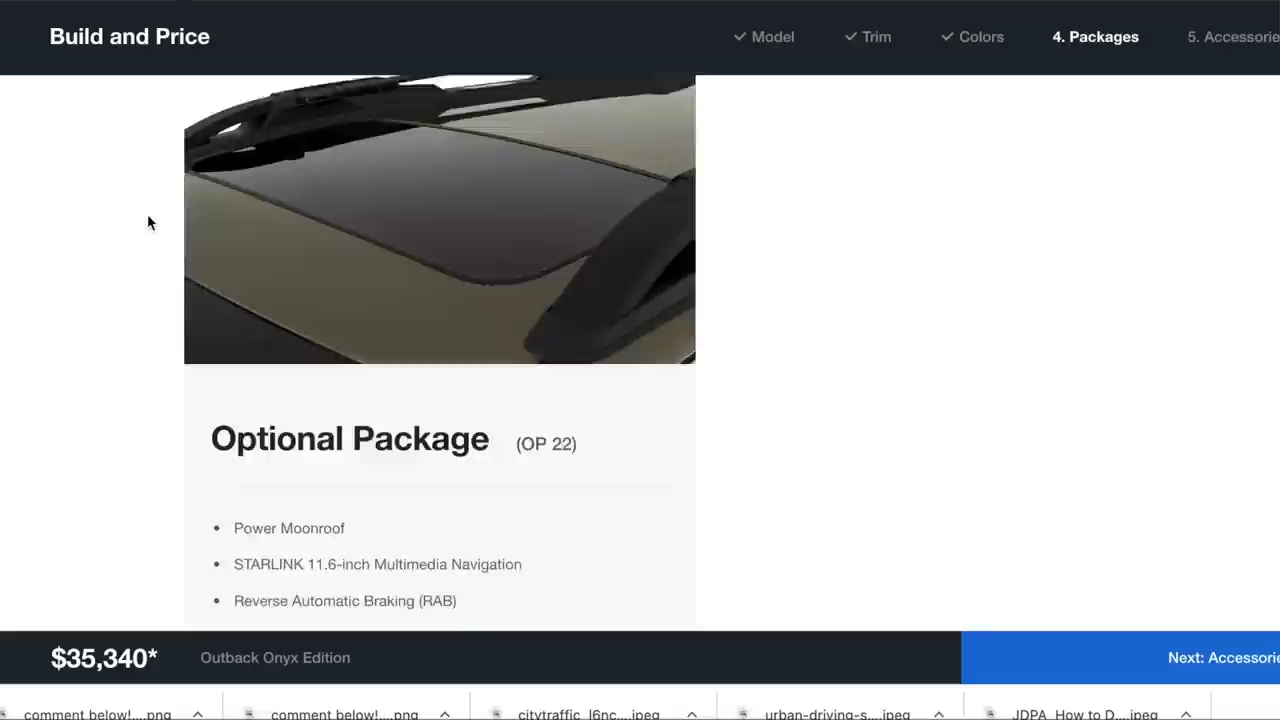 Build and Price
Model
Trim
Colors
4. Packages
5. Accessorie
Optional Package (OP 22)
• Power Moonroof
• STARLINK 11.6-inch Multimedia Navigation
• Reverse Automatic Braking (RAB)
$35,340*
Outback Onyx Edition
Next: Accessorie
comment below!....png
comment below!....png
citytraffic_l6nc....jpeg
urban-driving-s....jpeg
JDPA_How to D....jpeg